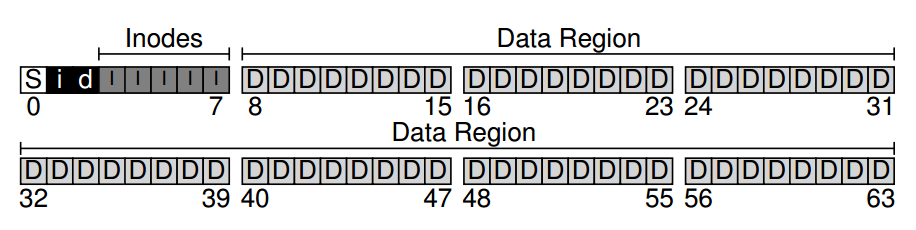 Inodes Data Region
S i d I I I I I D D D D D D D D D D D D D D D D D D D D D D D D
0 7 8 15 16 23 24 31
Data Region
D D D D D D D D D D D D D D D D D D D D D D D D D D D D D D D D
32 39 40 47 48 55 56 63